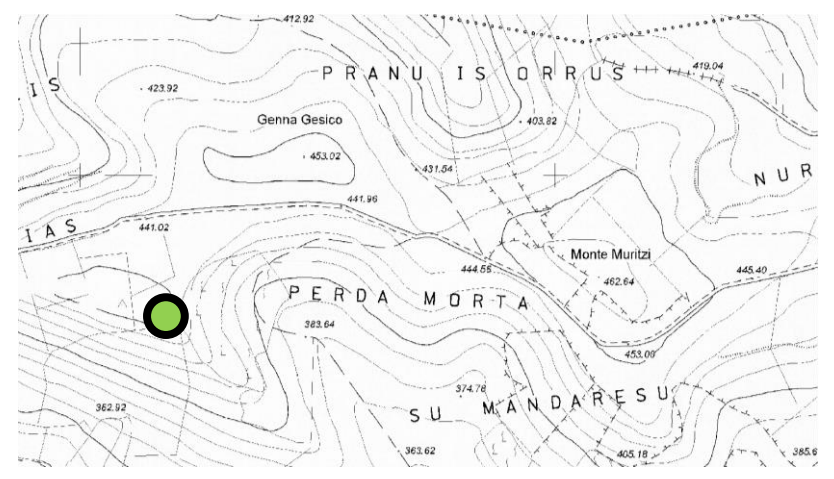 412.92
PRANU IS ORRUS
419.04
IS
423.92
Genna Gesico
403.82
453.02
431.54
NUR
441.96
IAS
441.02
Monte Muritzi
444.56
445.40
462.64
PERDA MORTA
383.64
453.00
374.78
SU MANDARESU
362.92
363.62
405.18
385.6